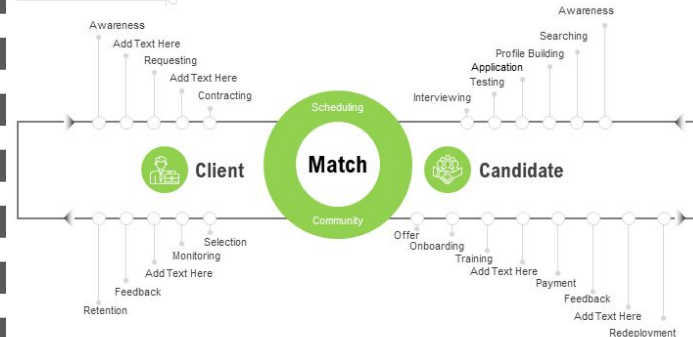 Awareness
Add Text Here
Requesting
Add Text Here
Contracting
Scheduling
Awareness
Searching
Profile Building
Application
Testing
Interviewing
Client
Match
Candidate
Community
Selection
Monitoring
Add Text Here
Feedback
Retention
Offer
Onboarding
Training
Add Text Here
Payment
Feedback
Add Text Here
Redeployment